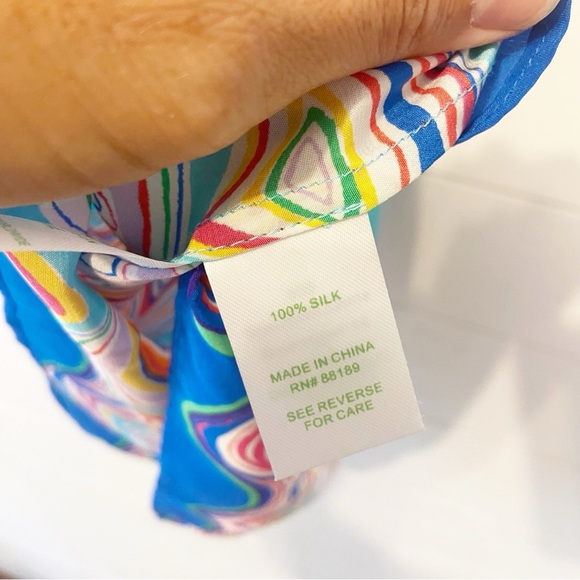 100% SILK
MADE IN CHINA
RN# 88189
SEE REVERSE
FOR CARE